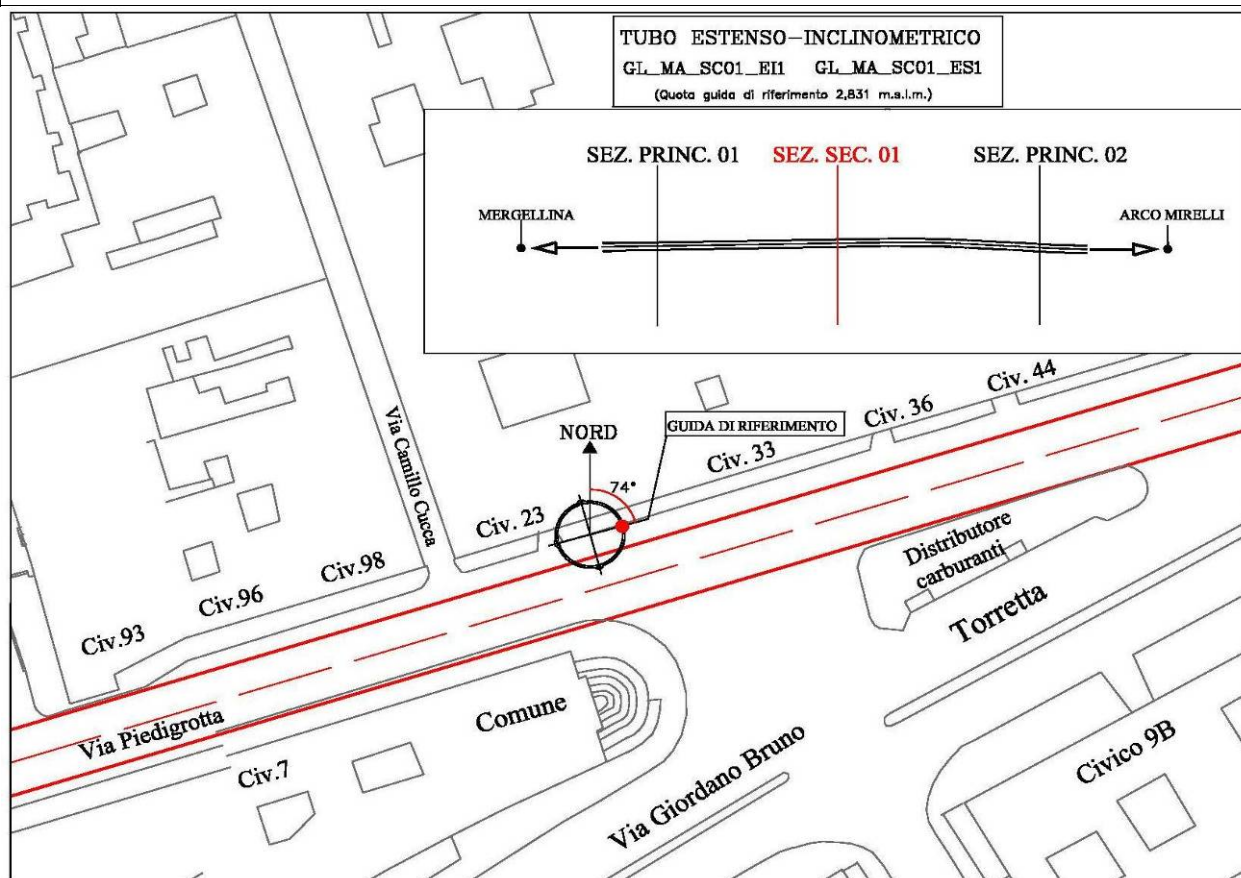 TUBO ESTENSO-INCLINOMETRICO
GL_MA_SC01_EI1 GL_MA_SC01_ES1
(Quota guida di riferimento 2,831 m.s.l.m.)
SEZ. PRINC. 01
SEZ. SEC. 01
SEZ. PRINC. 02
MERGELLINA
ARCO MIRELLI
Civ. 44
Civ. 36
GUIDA DI RIFERIMENTO
NORD
Civ. 33
74°
Via Camillo Cucca
Civ. 23
Distributore
carburanti
Civ.98
Civ.96
Civ.93
Torretta
Via Piedigrotta
Comune
Civ.7
Via Giordano Bruno
Civico 9B